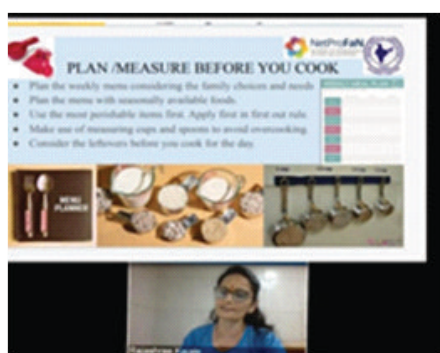 NetProFaN
PLAN /MEASURE BEFORE YOU COOK
• Plan the weekly menu considering the family choices and needs
• Plan the menu with seasonally available foods.
• Use the most perishable items first. Apply first in first out rule.
• Make use of measuring cups and spoons to avoid overcooking.
• Consider the leftovers before you cook for the day.
MENU
PLANNER